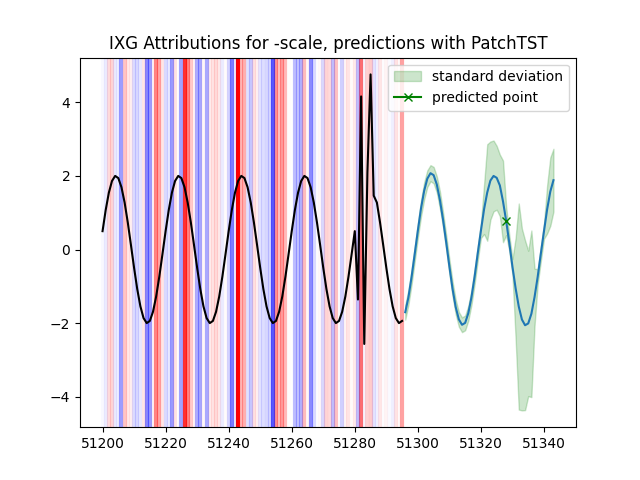 IXG Attributions for -scale, predictions with PatchTST
standard deviation
predicted point
4
2
0
−2
−4
51200 51220 51240 51260 51280 51300 51320 51340